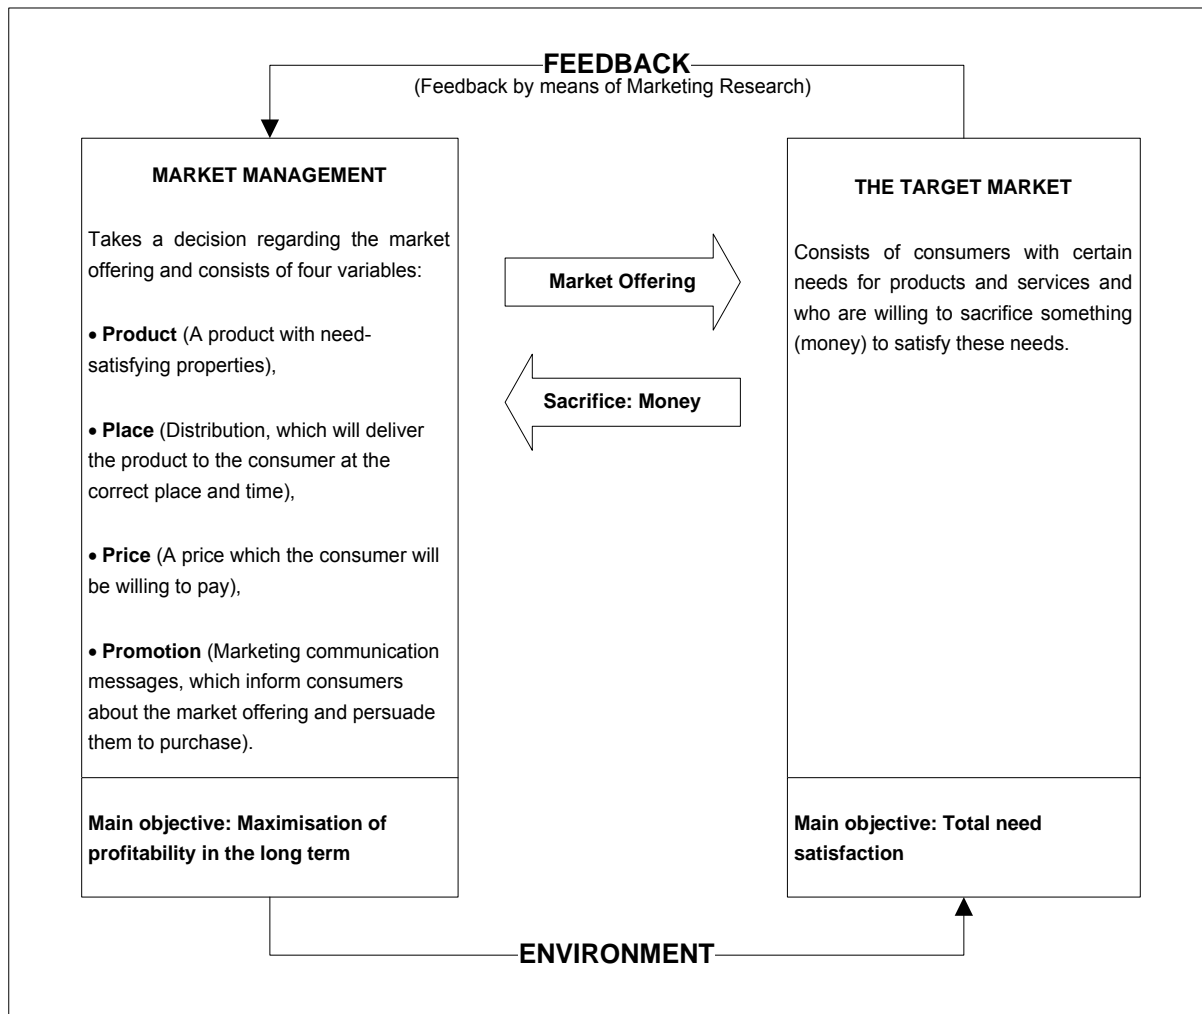 FEEDBACK
(Feedback by means of Marketing Research)
MARKET MANAGEMENT
Takes a decision regarding the market
offering and consists of four variables:
• Product (A product with need-
satisfying properties),
• Place (Distribution, which will deliver
the product to the consumer at the
correct place and time),
• Price (A price which the consumer will
be willing to pay),
• Promotion (Marketing communication
messages, which inform consumers
about the market offering and persuade
them to purchase).
Main objective: Maximisation of
profitability in the long term
Market Offering
Sacrifice: Money
THE TARGET MARKET
Consists of consumers with certain
needs for products and services and
who are willing to sacrifice something
(money) to satisfy these needs.
Main objective: Total need
satisfaction
ENVIRONMENT